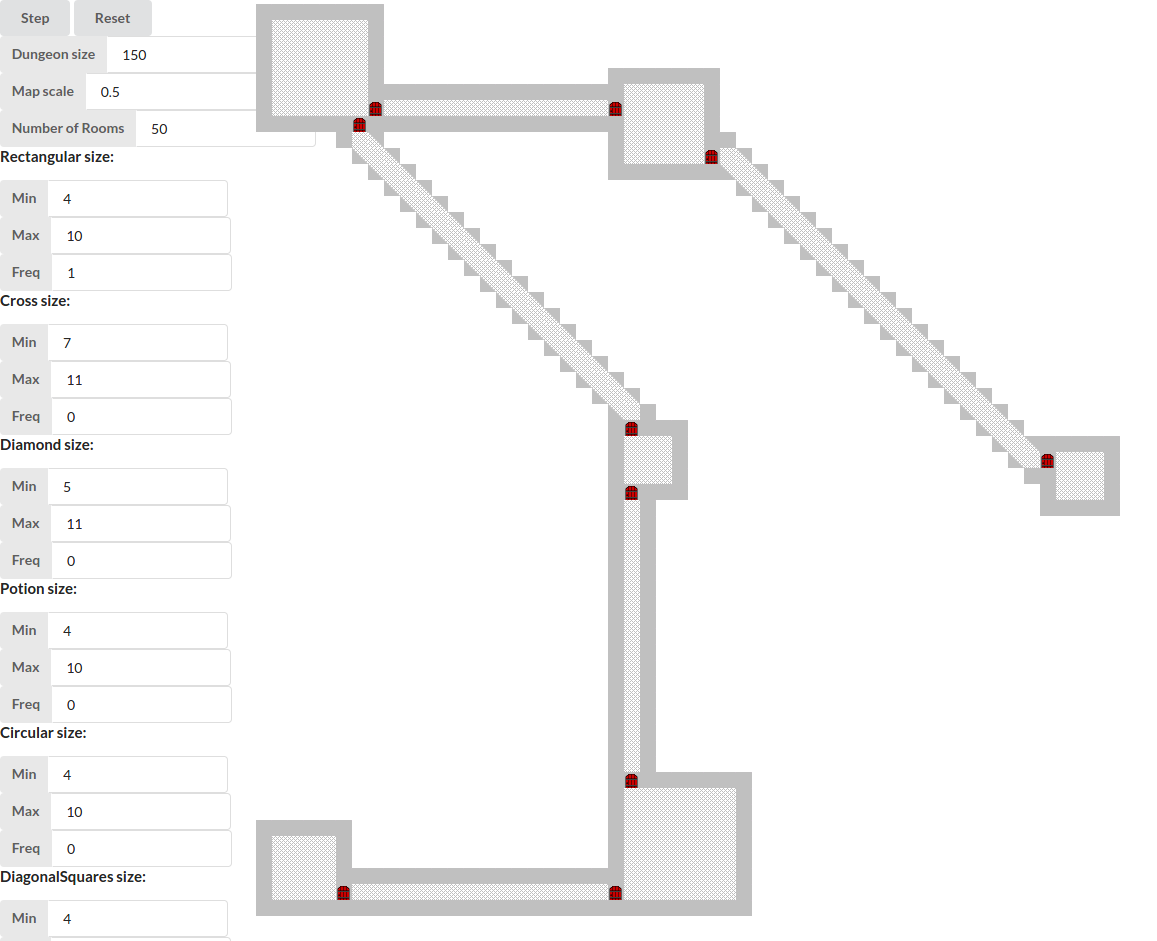 Step Reset
Dungeon size 150
Map scale 0.5
Number of Rooms 50
Rectangular size:
Min 4
Max 10
Freq 1
Cross size:
Min 7
Max 11
Freq 0
Diamond size:
Min 5
Max 11
Freq 0
Potion size:
Min 4
Max 10
Freq 0
Circular size:
Min 4
Max 10
Freq 0
DiagonalSquares size:
Min 4